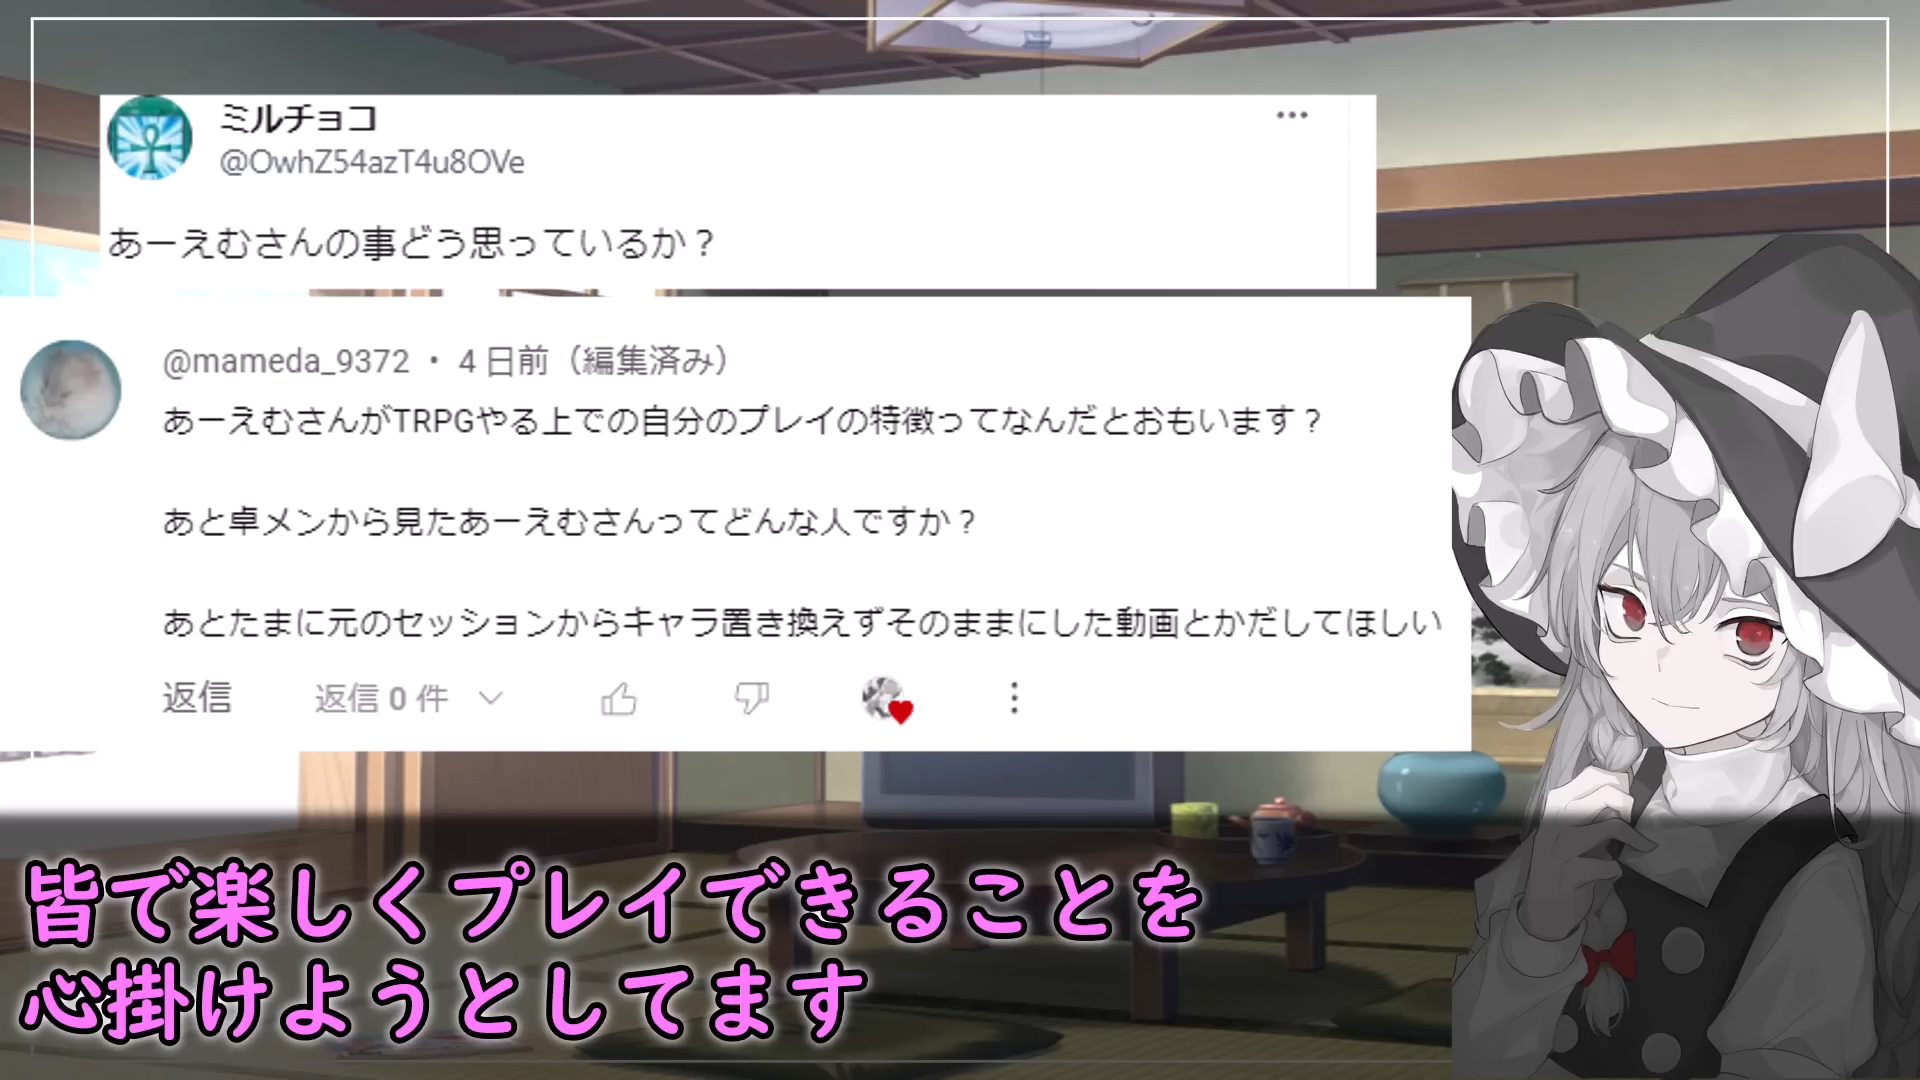 ミルチョコ
@OwhZ54azT4u8OVe
あーえむさんの事どう思っているか？
@mameda_9372 • 4 日前（編集済み）
あーえむさんがTRPGやる上での自分のプレイの特徴ってなんだとおもいます？
あと卓メンから見たあーえむさんってどんな人ですか？
あとたまに元のセッションからキャラ置き換えずそのままにした動画とかだしてほしい
返信 返信 0 件
皆で楽しくプレイできることを
心掛けようとしてます